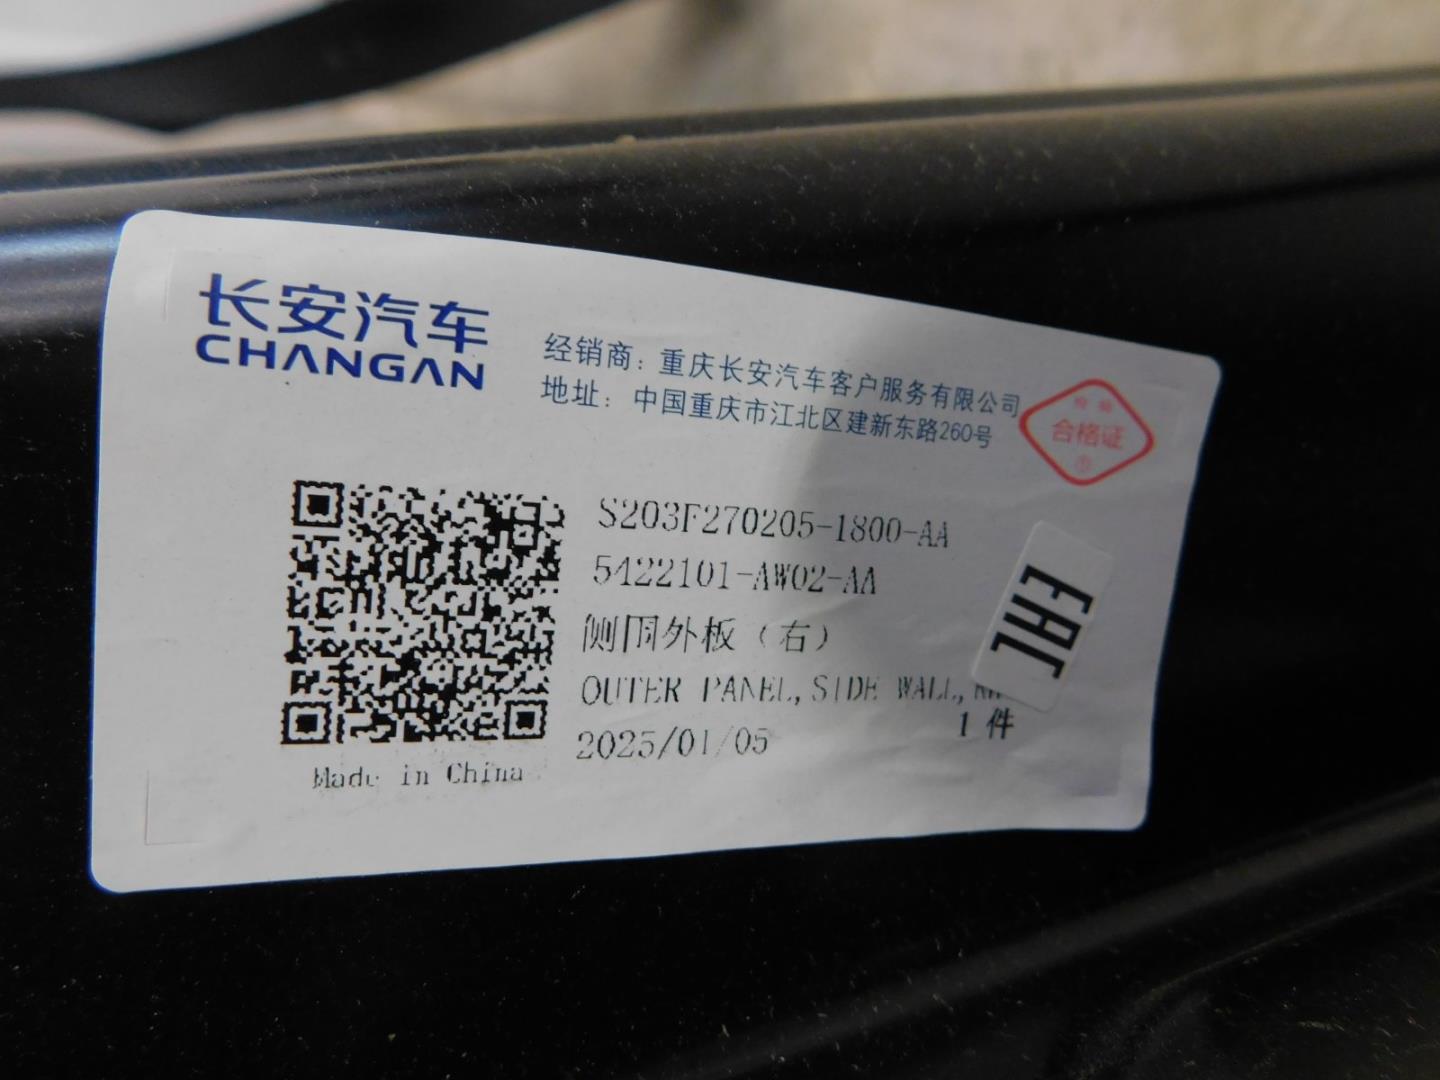 长安汽车
CHANGAN
经销商：重庆长安汽车客户服务有限公司
地址：中国重庆市江北区建新东路260号
检验
合格证
S203F270205-1800-AA
5422101-AW02-AA
侧围外板（右）
OUTER PANEL, SIDE WALL,
2025/01/05
1 件
Made in China
EAC